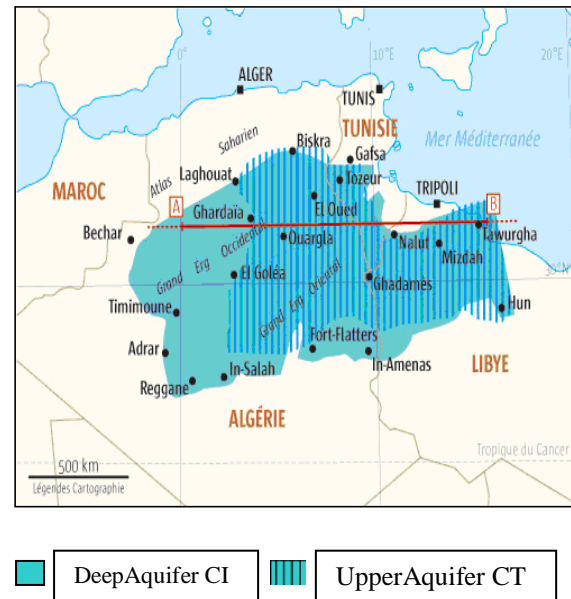 0°
10°E
20°E
ALGER
TUNIS
TUNISIE
Mer Méditerranée
Atlas Saharien
Biskra
Gafsa
Laghouat
Tozeur
MAROC
TRIPOLI
A
Ghardaïa
El Oued
B
Bechar
Ouargla
Nalut
Tawurgha
Mizdah
Grand Erg Occidental
El Goléa
Grand Erg Oriental
Ghadamès
30°N
Timimoune
Hun
Fort-Flatters
Adrar
In-Amenas
LIBYE
In-Salah
Reggane
ALGÉRIE
500 km
Légendes Cartographie
Tropique du Cancer
DeepAquifer CI
UpperAquifer CT